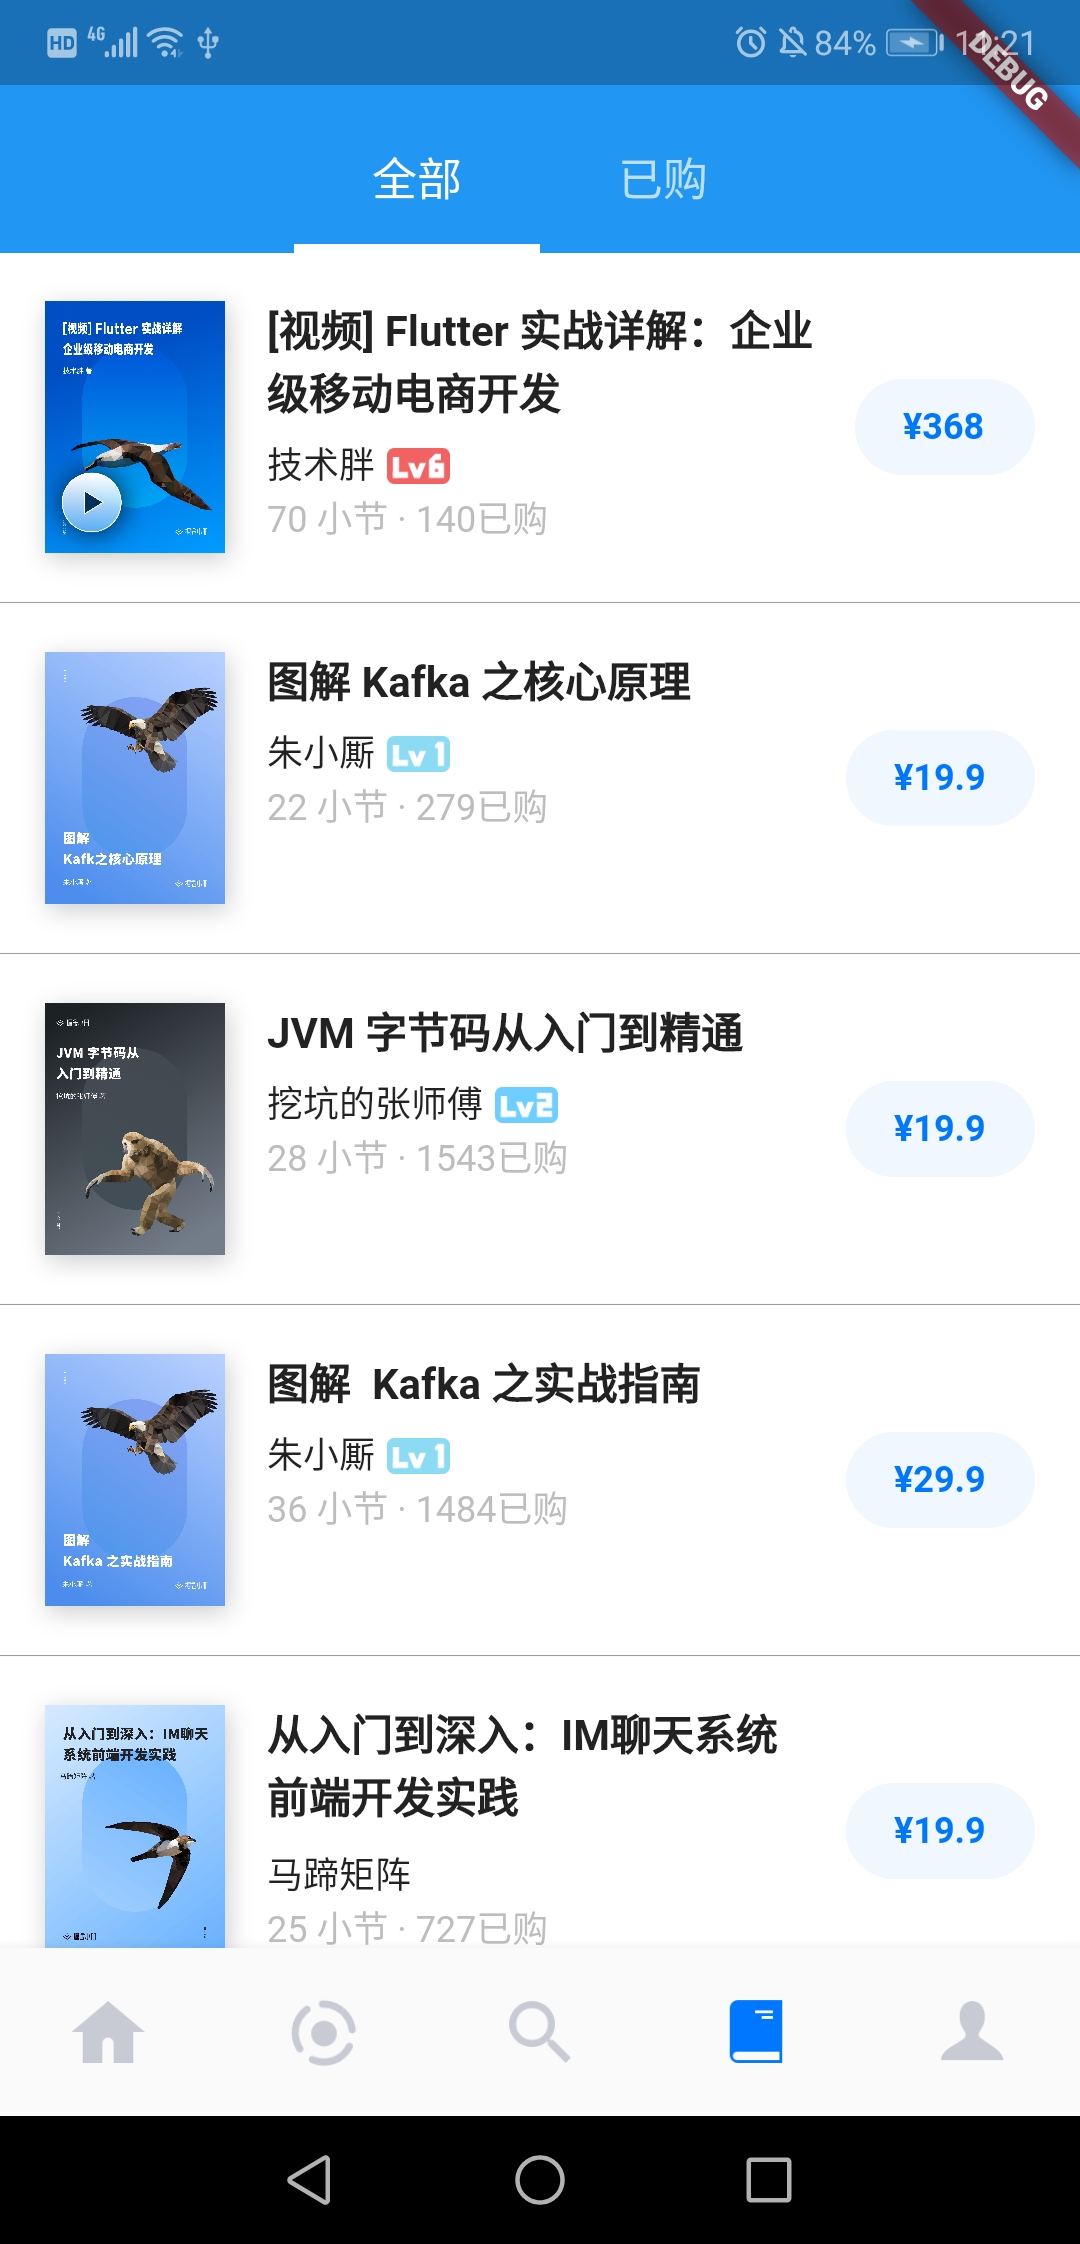 HD 4G 84% 11:21
DEBUG
全部 已购
[视频] Flutter 实战详解
企业级移动电商开发
[视频] Flutter 实战详解：企业
级移动电商开发
¥368
技术胖 Lv6
70 小节 · 140已购
图解 Kafka 之核心原理
朱小厮 Lv1
¥19.9
22 小节 · 279已购
图解
Kafk之核心原理
JVM 字节码从
入门到精通
JVM 字节码从入门到精通
挖坑的张师傅 Lv2
¥19.9
28 小节 · 1543已购
图解  Kafka 之实战指南
朱小厮 Lv1
¥29.9
36 小节 · 1484已购
图解
Kafka 之实战指南
从入门到深入：IM聊天
系统前端开发实践
从入门到深入：IM聊天系统
前端开发实践
¥19.9
马蹄矩阵
25 小节 · 727已购